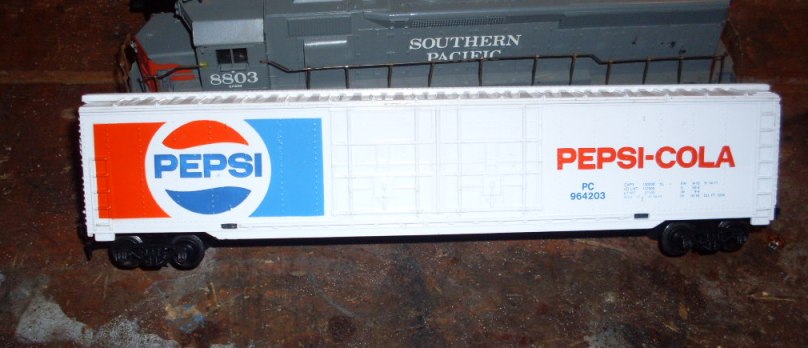 SOUTHERN
PACIFIC
8803
PEPSI
PEPSI-COLA
PC
964203